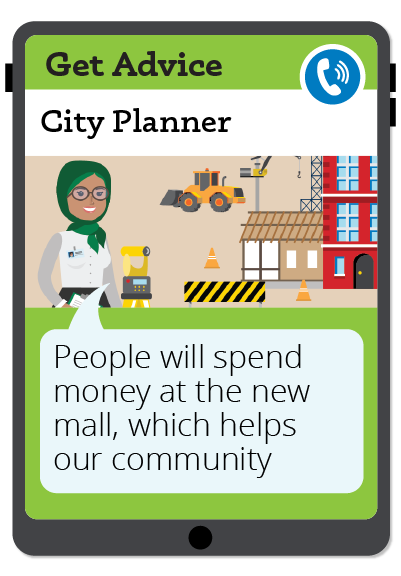 Get Advice
City Planner
People will spend
money at the new
mall, which helps
our community